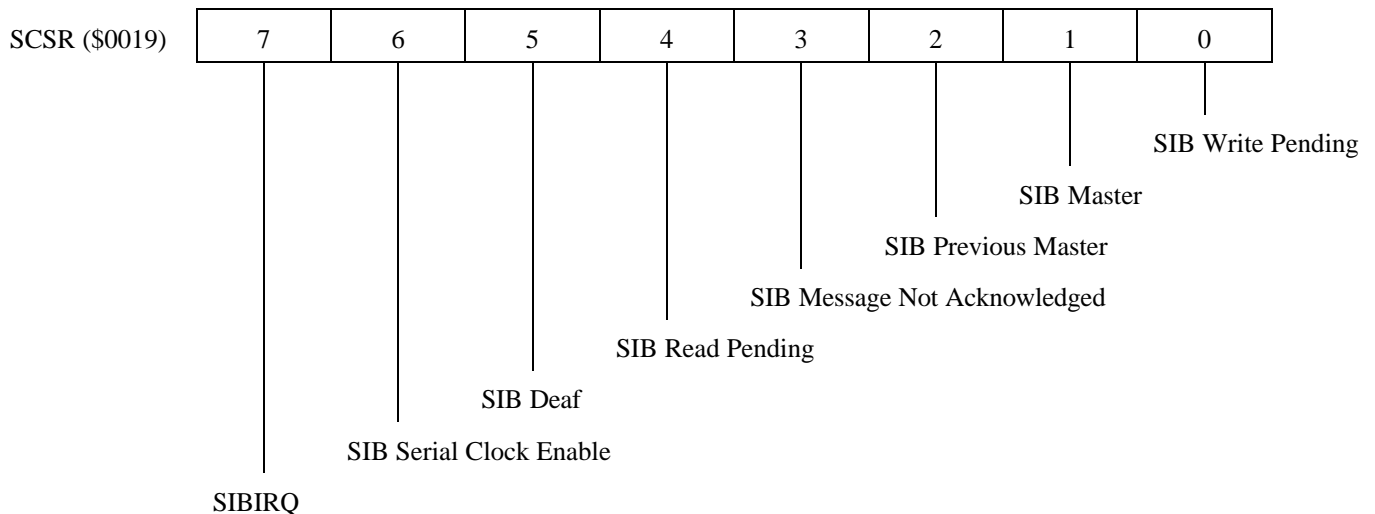 SCSR ($0019) 7 6 5 4 3 2 1 0
SIB Write Pending
SIB Master
SIB Previous Master
SIB Message Not Acknowledged
SIB Read Pending
SIB Deaf
SIB Serial Clock Enable
SIBIRQ